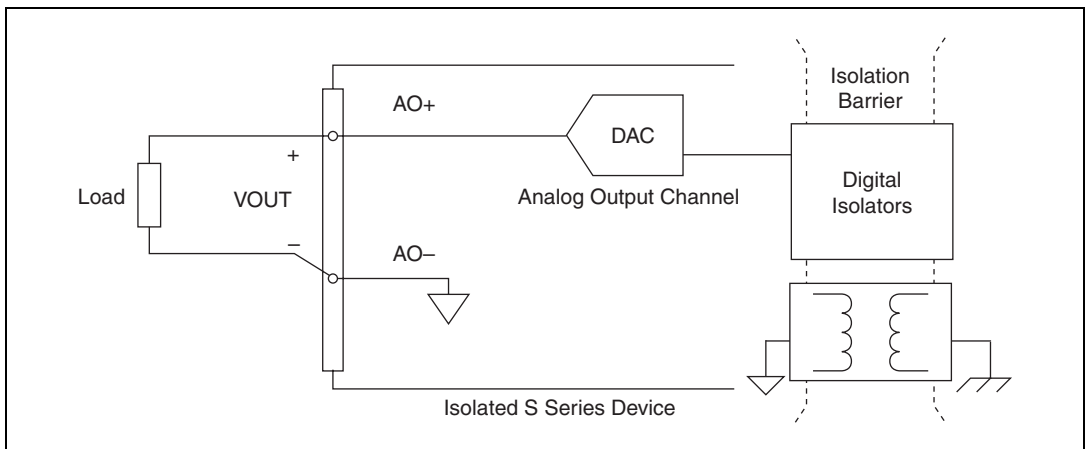 Isolation
Barrier
AO+
DAC
+
Load
VOUT
Analog Output Channel
Digital
Isolators
–
AO–
Isolated S Series Device